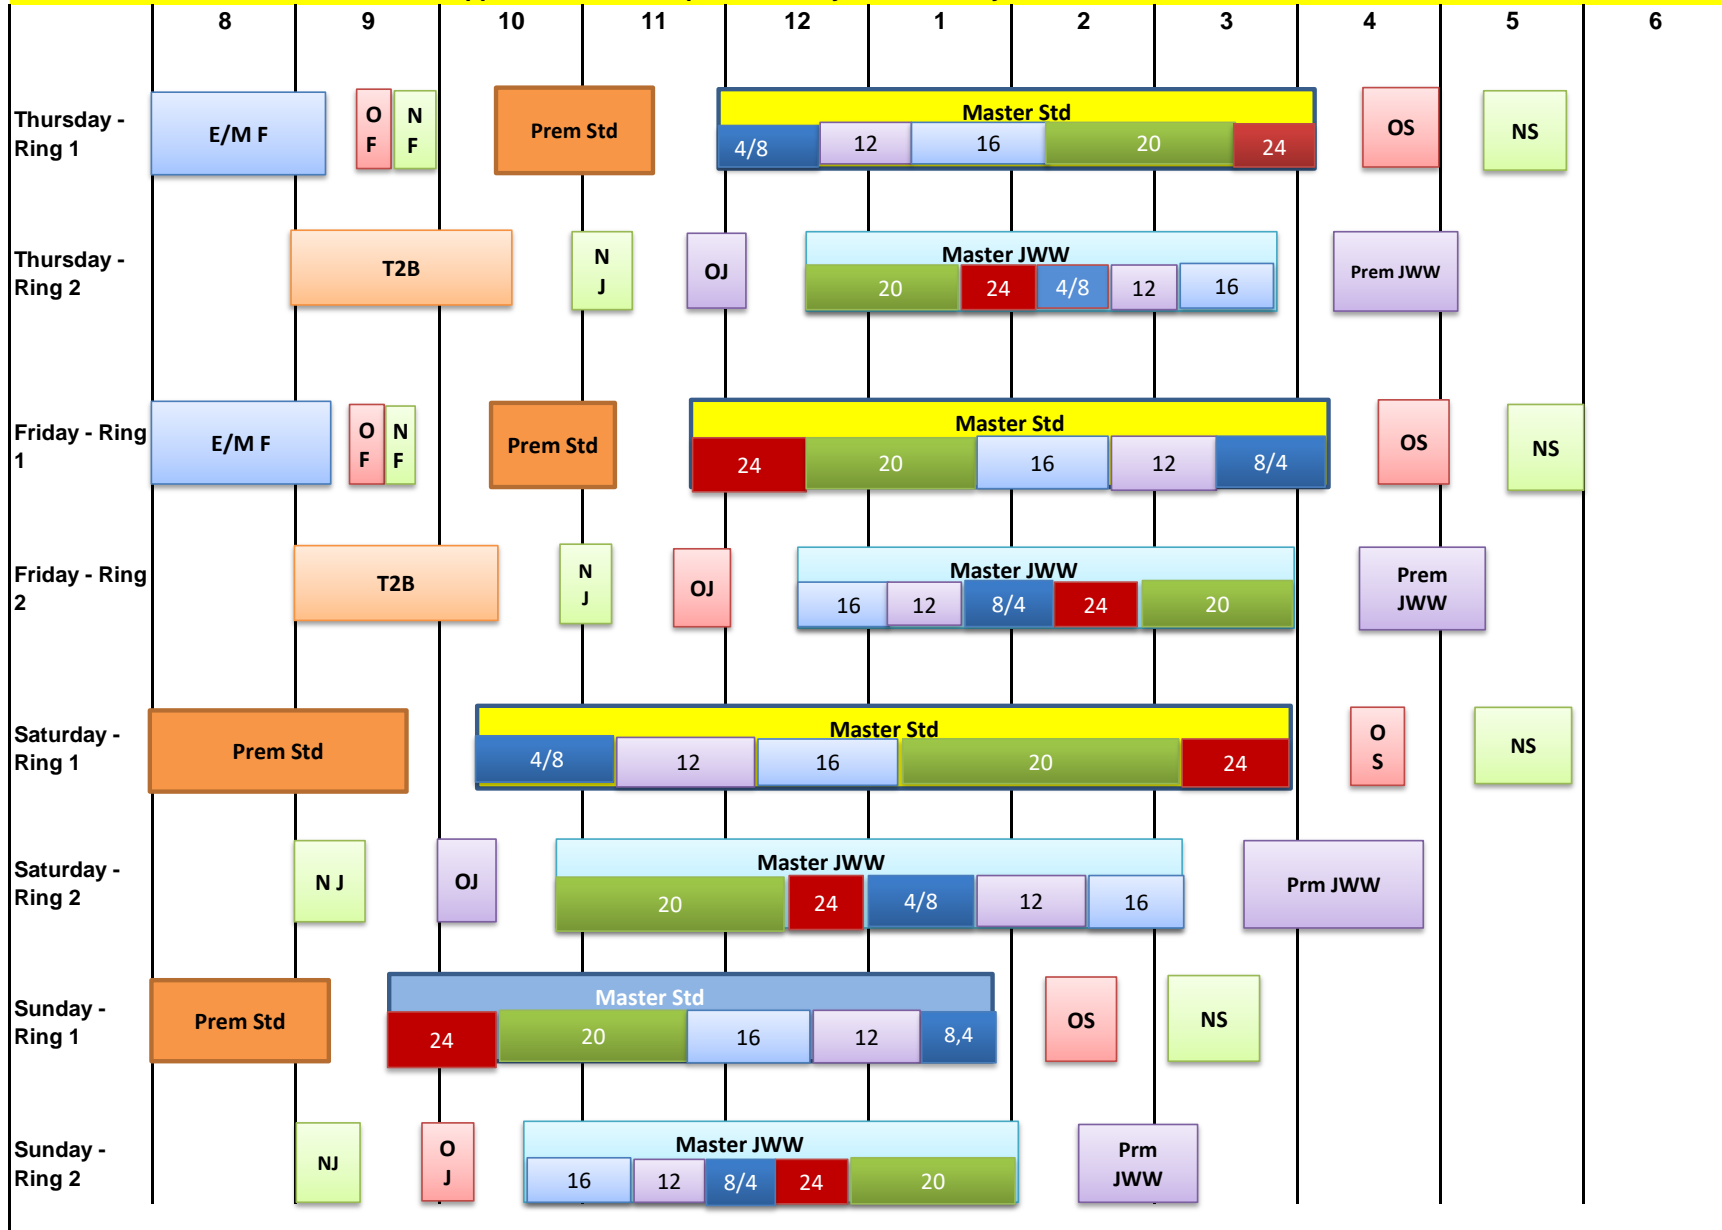 8 9 10 11 12 1 2 3 4 5 6
Thursday -
Ring 1
E/M F
O
F
N
F
Prem Std
Master Std
4/8 12 16 20 24
OS
NS
Thursday -
Ring 2
T2B
N
J
OJ
Master JWW
20 24 4/8 12 16
Prem JWW
Friday - Ring
1
E/M F
O
F
N
F
Prem Std
Master Std
24 20 16 12 8/4
OS
NS
Friday - Ring
2
T2B
N
J
OJ
Master JWW
16 12 8/4 24 20
Prem
JWW
Saturday -
Ring 1
Prem Std
Master Std
4/8 12 16 20 24
O
S
NS
Saturday -
Ring 2
N J
OJ
Master JWW
20 24 4/8 12 16
Prm JWW
Sunday -
Ring 1
Prem Std
Master Std
24 20 16 12 8,4
OS
NS
Sunday -
Ring 2
NJ
O
J
Master JWW
16 12 8/4 24 20
Prm
JWW